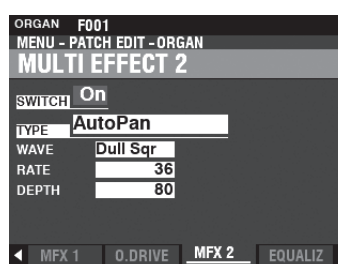 ORGAN F001
MENU - PATCH EDIT - ORGAN
MULTI EFFECT 2
SWITCH On
TYPE AutoPan
WAVE Dull Sqr
RATE 36
DEPTH 80
MFX 1 O.DRIVE MFX 2 EQUALIZ